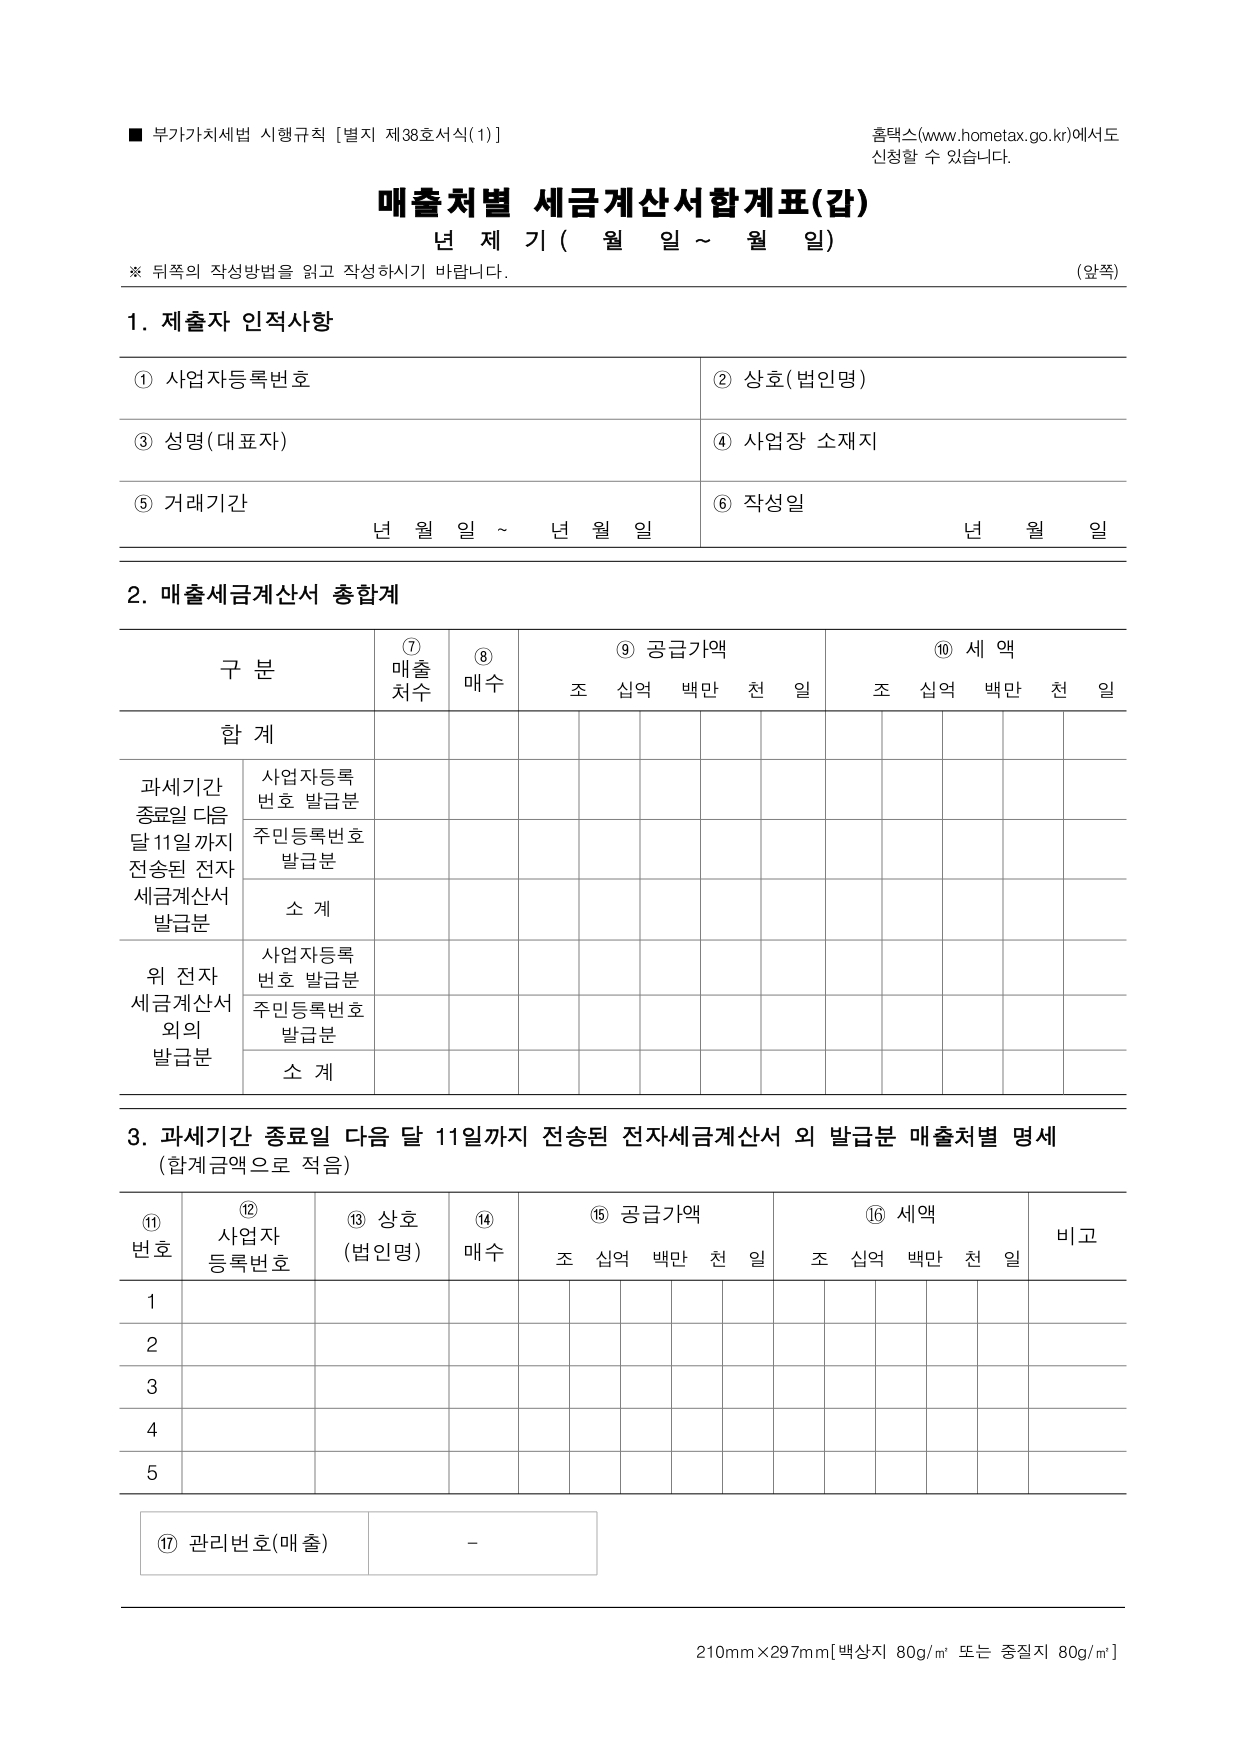 ■ 부가가치세법 시행규칙 [별지 제38호서식(1)]
홈택스(www.hometax.go.kr)에서도
신청할 수 있습니다.
매출처별 세금계산서합계표(갑)
년 제 기 ( 월 일 ~ 월 일)
※ 뒤쪽의 작성방법을 읽고 작성하시기 바랍니다.
(앞쪽)
1. 제출자 인적사항
① 사업자등록번호
② 상호(법인명)
③ 성명(대표자)
④ 사업장 소재지
⑤ 거래기간
년 월 일 ~ 년 월 일
⑥ 작성일
년 월 일
2. 매출세금계산서 총합계
구 분
⑦
매출
처수
⑧
매수
⑨ 공급가액
조 십억 백만 천 일
⑩ 세 액
조 십억 백만 천 일
합 계
과세기간
종료일 다음
달 11일까지
전송된 전자
세금계산서
발급분
사업자등록
번호 발급분
주민등록번호
발급분
소 계
위 전자
세금계산서
외의
발급분
사업자등록
번호 발급분
주민등록번호
발급분
소 계
3. 과세기간 종료일 다음 달 11일까지 전송된 전자세금계산서 외 발급분 매출처별 명세
(합계금액으로 적음)
⑪
번호
⑫
사업자
등록번호
⑬ 상호
(법인명)
⑭
매수
⑮ 공급가액
조 십억 백만 천 일
⑯ 세액
조 십억 백만 천 일
비고
1
2
3
4
5
⑰ 관리번호(매출)
–
210mm×297mm[백상지 80g/㎡ 또는 중질지 80g/㎡]